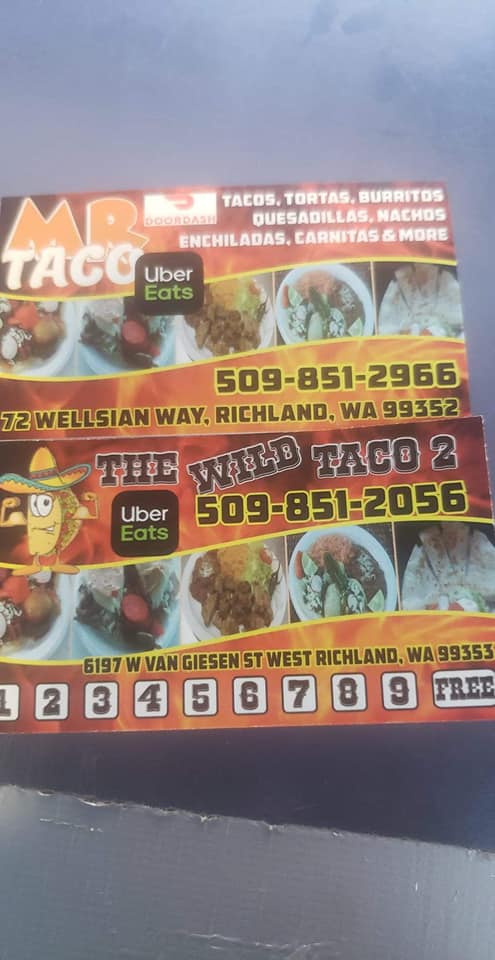 MR
TACO
DOORDASH
TACOS, TORTAS, BURRITOS
QUESADILLAS, NACHOS
ENCHILADAS, CARNITAS & MORE
Uber
Eats
509-851-2966
72 WELLSIAN WAY, RICHLAND, WA 99352
THE WILD TACO 2
Uber
Eats
509-851-2056
6197 W VAN GIESEN ST WEST RICHLAND, WA 99353
1 2 3 4 5 6 7 8 9 FREE